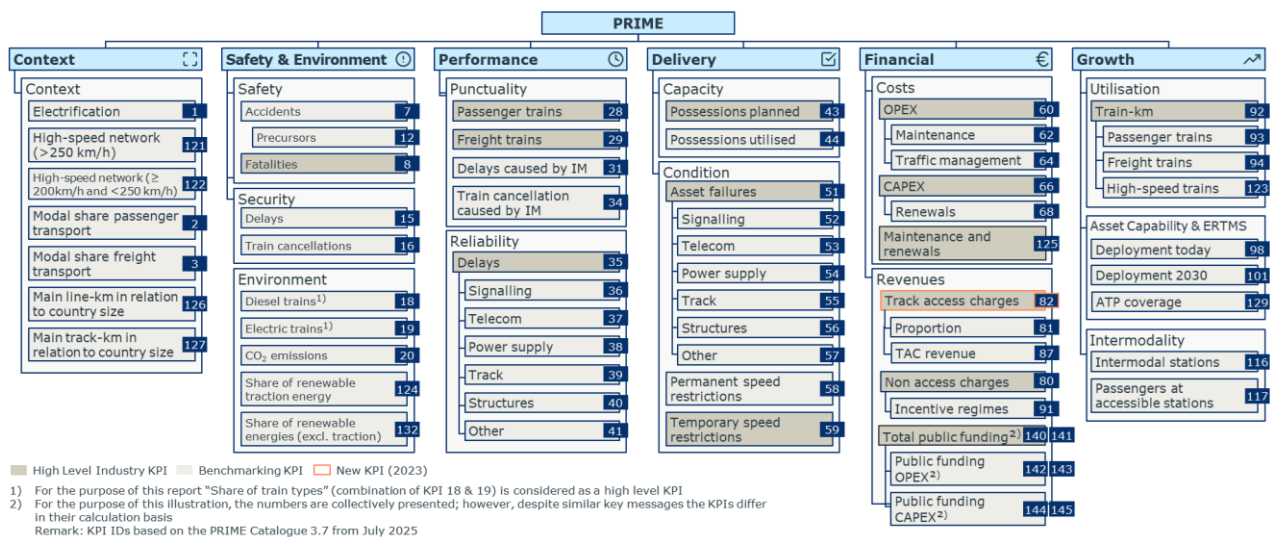 PRIME
Context
Context
Electrification 1
High-speed network
(>250 km/h) 121
High-speed network (≥
200km/h and <250 km/h) 122
Modal share passenger
transport 2
Modal share freight
transport 3
Main line-km in relation
to country size 126
Main track-km in
relation to country size 127
Safety & Environment
Safety
Accidents 7
Precursors 12
Fatalities 8
Security
Delays 15
Train cancellations 16
Environment
Diesel trains1) 18
Electric trains1) 19
CO2 emissions 20
Share of renewable
traction energy 124
Share of renewable
energies (excl. traction) 132
Performance
Punctuality
Passenger trains 28
Freight trains 29
Delays caused by IM 31
Train cancellation
caused by IM 34
Reliability
Delays 35
Signalling 36
Telecom 37
Power supply 38
Track 39
Structures 40
Other 41
Delivery
Capacity
Possessions planned 43
Possessions utilised 44
Condition
Asset failures 51
Signalling 52
Telecom 53
Power supply 54
Track 55
Structures 56
Other 57
Permanent speed
restrictions 58
Temporary speed
restrictions 59
Financial €
Costs
OPEX 60
Maintenance 62
Traffic management 64
CAPEX 66
Renewals 68
Maintenance and
renewals 125
Revenues
Track access charges 82
Proportion 81
TAC revenue 87
Non access charges 80
Incentive regimes 91
Total public funding2) 140 141
Public funding
OPEX2) 142 143
Public funding
CAPEX2) 144 145
Growth
Utilisation
Train-km 92
Passenger trains 93
Freight trains 94
High-speed trains 123
Asset Capability & ERTMS
Deployment today 98
Deployment 2030 101
ATP coverage 129
Intermodality
Intermodal stations 116
Passengers at
accessible stations 117
High Level Industry KPI Benchmarking KPI New KPI (2023)
1) For the purpose of this report "Share of train types" (combination of KPI 18 & 19) is considered as a high level KPI
2) For the purpose of this illustration, the numbers are collectively presented; however, despite similar key messages the KPIs differ
in their calculation basis
Remark: KPI IDs based on the PRIME Catalogue 3.7 from July 2025